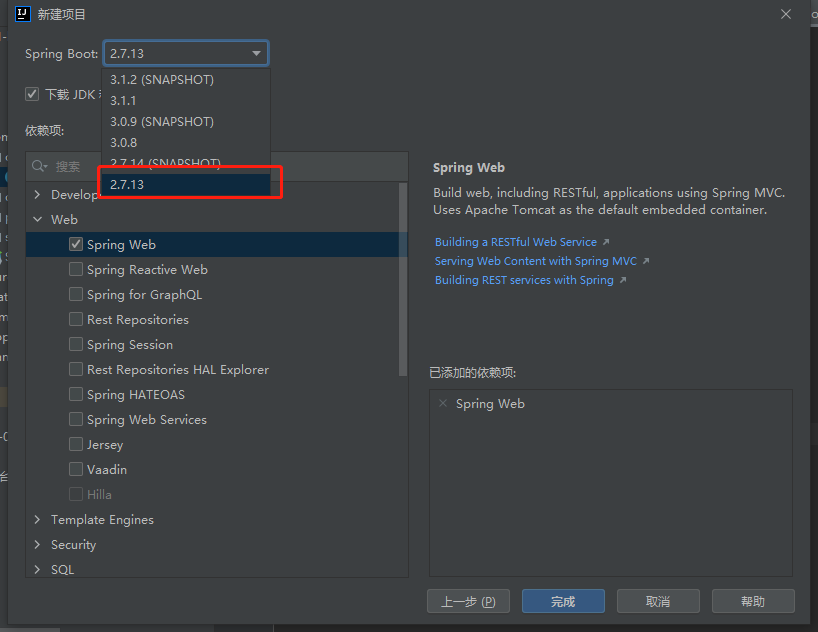 新建项目
Spring Boot:
2.7.13
3.1.2 (SNAPSHOT)
3.1.1
3.0.9 (SNAPSHOT)
3.0.8
2.7.14 (SNAPSHOT)
2.7.13
下载 JDK
依赖项:
搜索
Develop
Web
Spring Web
Spring Reactive Web
Spring for GraphQL
Rest Repositories
Spring Session
Rest Repositories HAL Explorer
Spring HATEOAS
Spring Web Services
Jersey
Vaadin
Hilla
Template Engines
Security
SQL
Spring Web
Build web, including RESTful, applications using Spring MVC.
Uses Apache Tomcat as the default embedded container.
Building a RESTful Web Service ↗
Serving Web Content with Spring MVC ↗
Building REST services with Spring ↗
已添加的依赖项:
× Spring Web
上一步 (P)
完成
取消
帮助